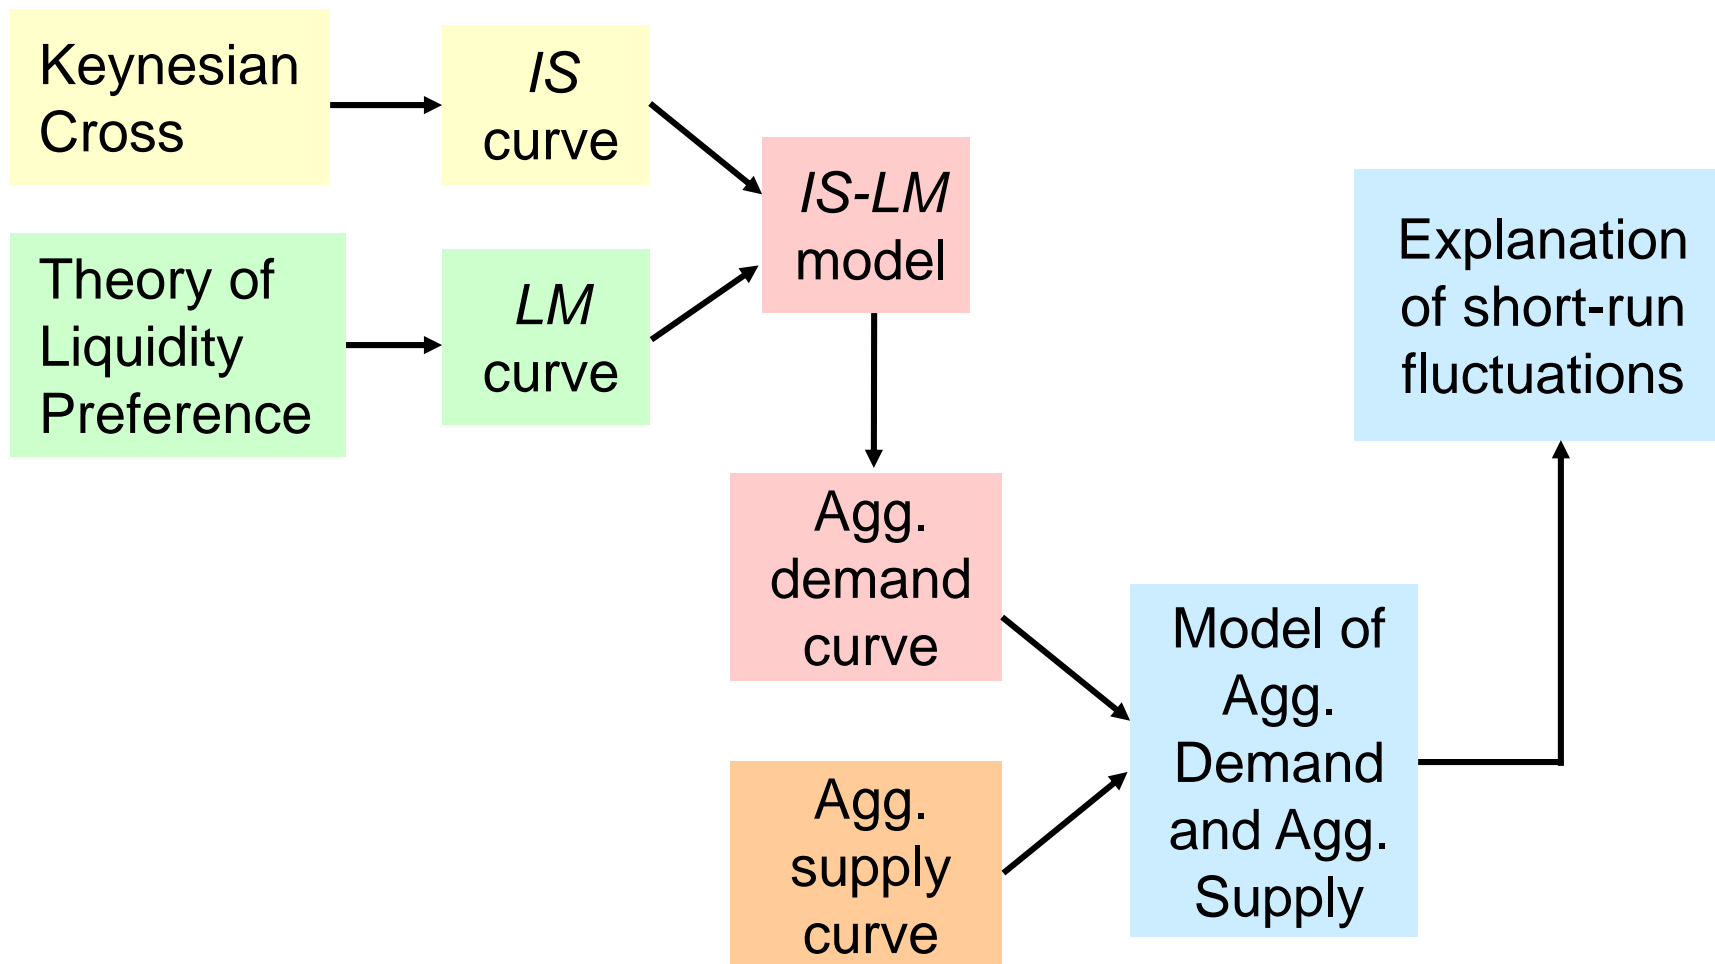 Keynesian
Cross
IS
curve
Theory of
Liquidity
Preference
LM
curve
IS-LM
model
Agg.
demand
curve
Agg.
supply
curve
Model of
Agg.
Demand
and Agg.
Supply
Explanation
of short-run
fluctuations